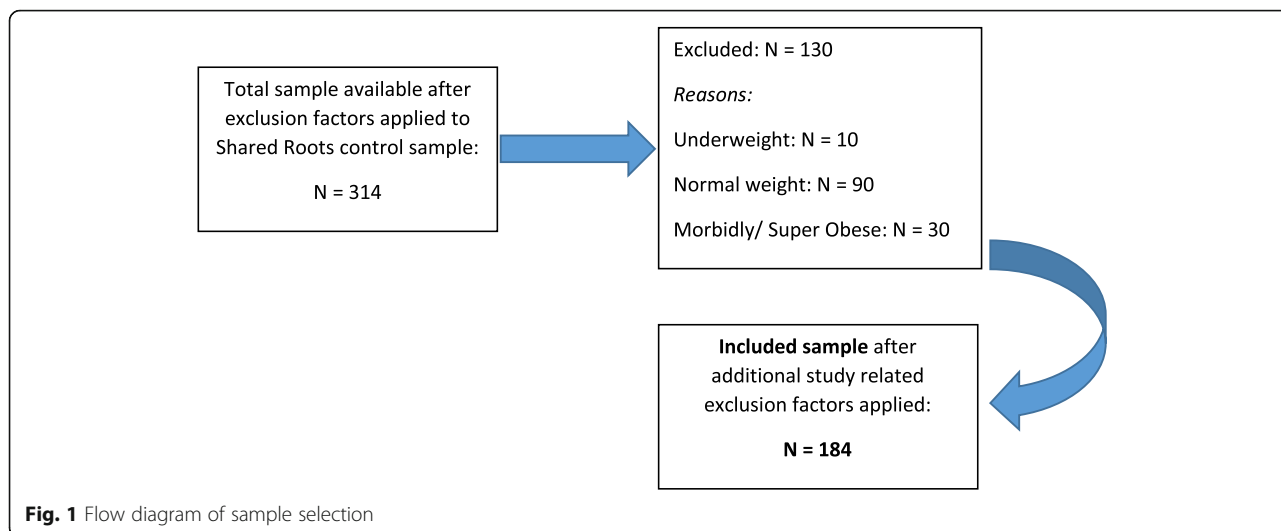 Total sample available after
exclusion factors applied to
Shared Roots control sample:
N = 314
Excluded: N = 130
Reasons:
Underweight: N = 10
Normal weight: N = 90
Morbidly/ Super Obese: N = 30
Included sample after
additional study related
exclusion factors applied:
N = 184
Fig. 1 Flow diagram of sample selection